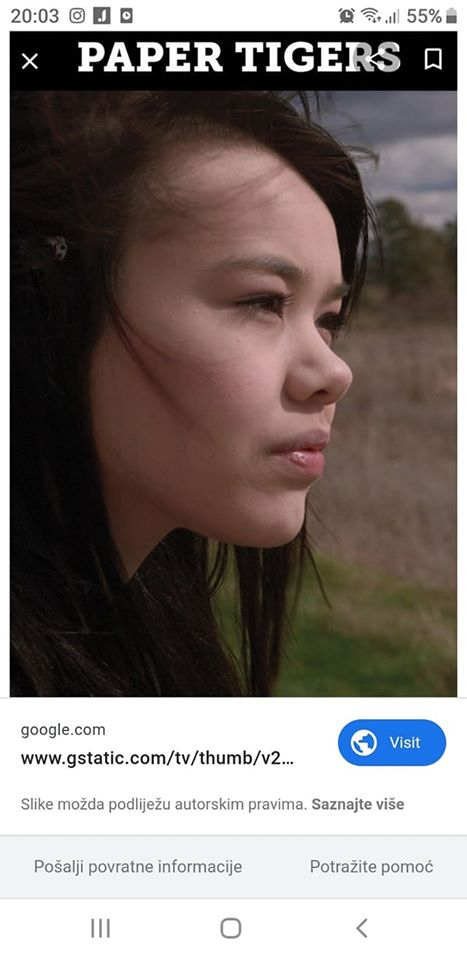 20:03
55%
PAPER TIGERS
google.com
www.gstatic.com/tv/thumb/v2...
Visit
Slike možda podliježu autorskim pravima. Saznajte više
Pošalji povratne informacije
Potražite pomoć